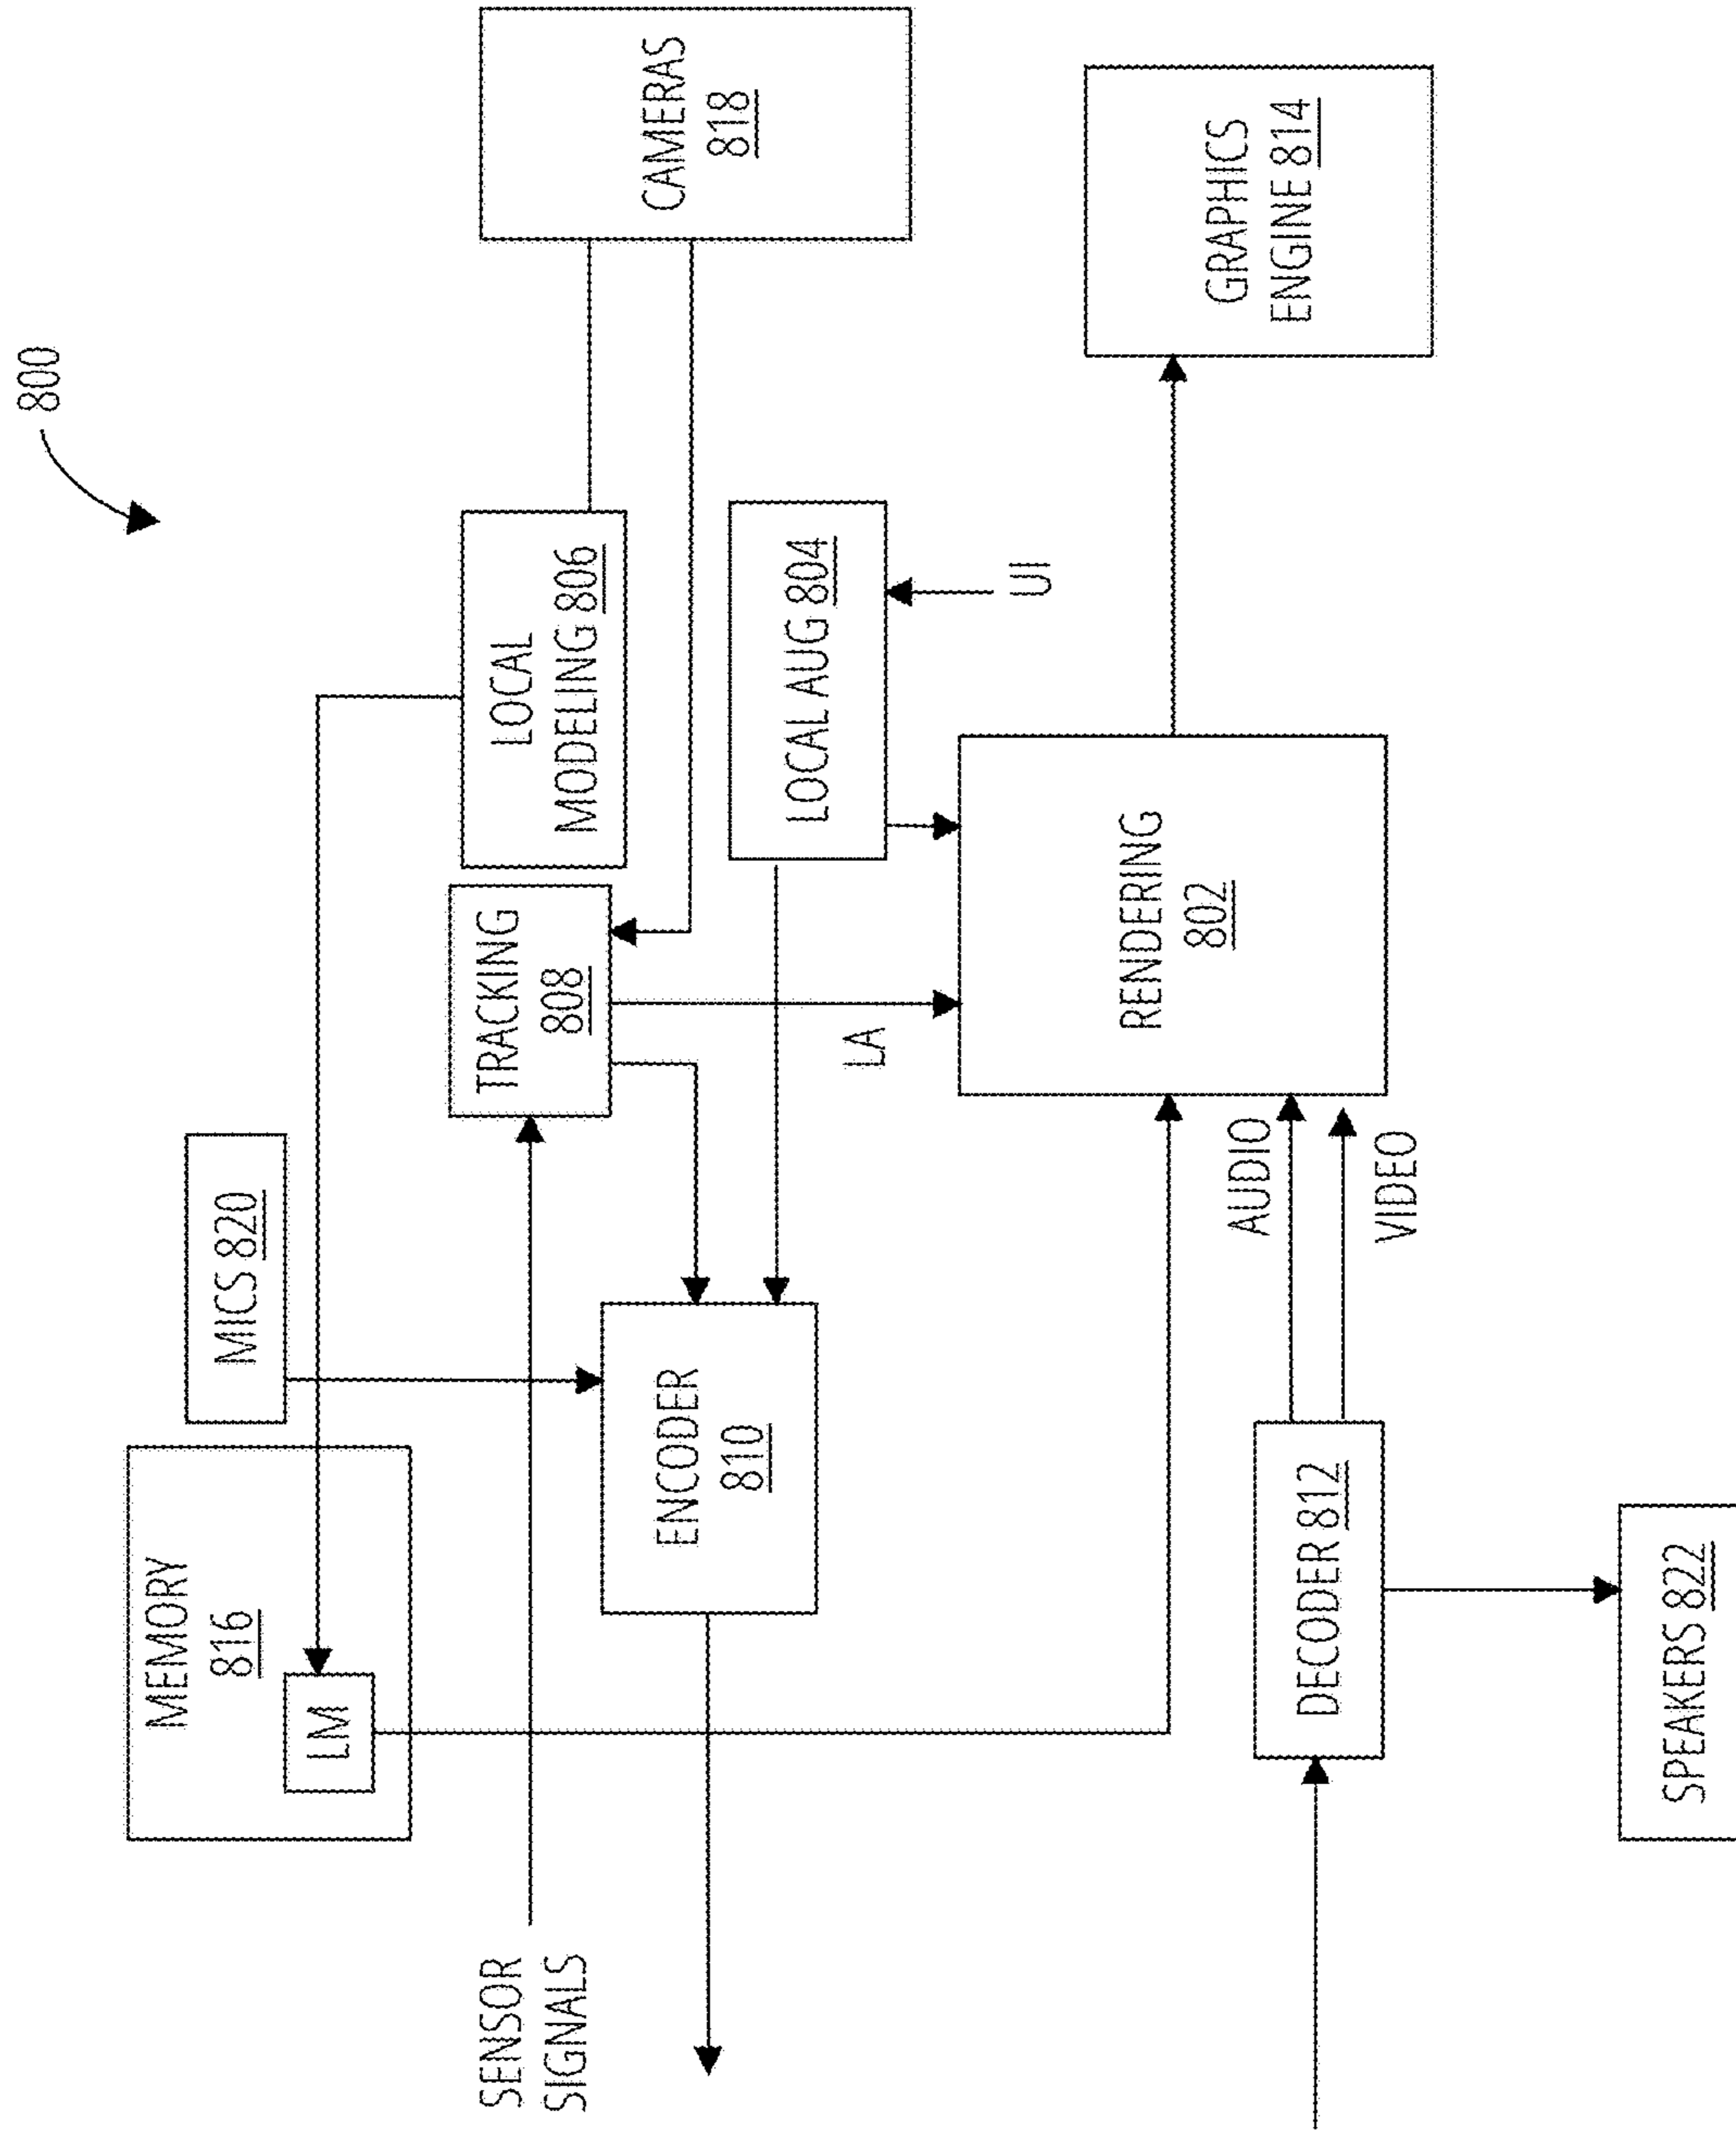 800
MEMORY
816
LM
MICS 820
LOCAL
MODELING 806
CAMERAS
818
TRACKING
808
SENSOR
SIGNALS
ENCODER
810
LOCAL AUG 804
LA
UI
RENDERING
802
GRAPHICS
ENGINE 814
AUDIO
VIDEO
DECODER 812
SPEAKERS 822